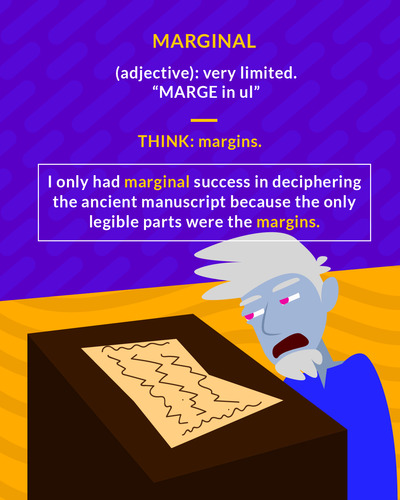 MARGINAL
(adjective): very limited.
“MARGE in ul”
THINK: margins.
I only had marginal success in deciphering
the ancient manuscript because the only
legible parts were the margins.